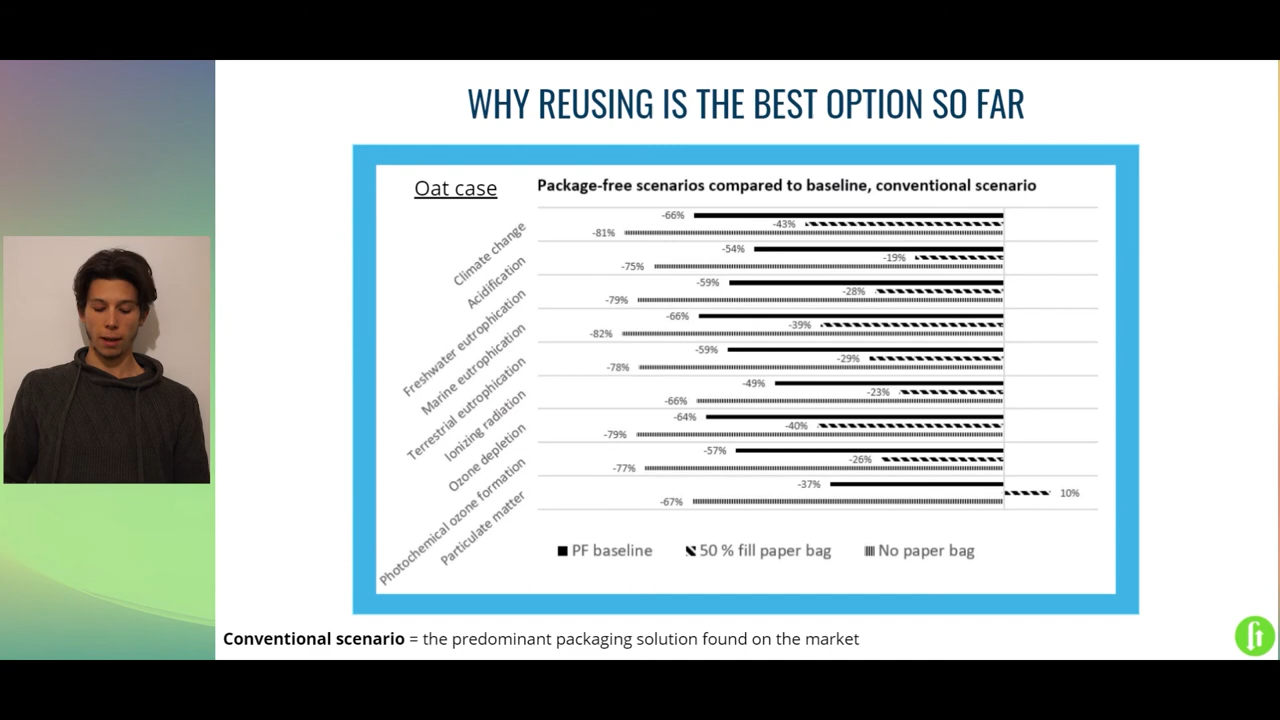 WHY REUSING IS THE BEST OPTION SO FAR
Oat case
Package-free scenarios compared to baseline, conventional scenario
Climate change
-66%
-43%
-81%
Acidification
-54%
-19%
-75%
Freshwater eutrophication
-59%
-28%
-79%
Marine eutrophication
-66%
-39%
-82%
Terrestrial eutrophication
-59%
-29%
-78%
Ionizing radiation
-49%
-23%
-66%
Ozone depletion
-64%
-40%
-79%
Photochemical ozone formation
-57%
-26%
-77%
Particulate matter
-37%
10%
-67%
PF baseline 50 % fill paper bag No paper bag
Conventional scenario = the predominant packaging solution found on the market